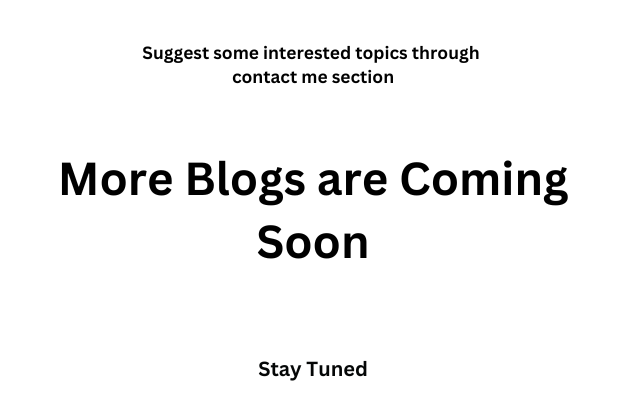 Suggest some interested topics through
contact me section
More Blogs are Coming
Soon
Stay Tuned